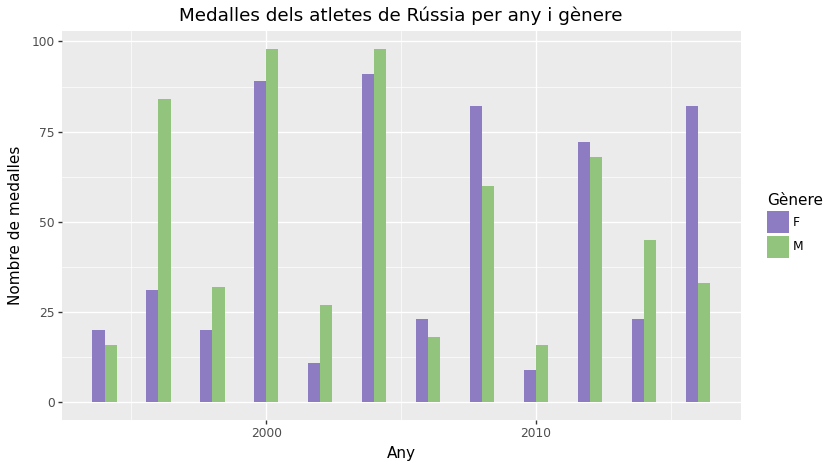 Medalles dels atletes de Rússia per any i gènere
Nombre de medalles
100
75
50
25
0
2000
2010
Any
Gènere
F
M